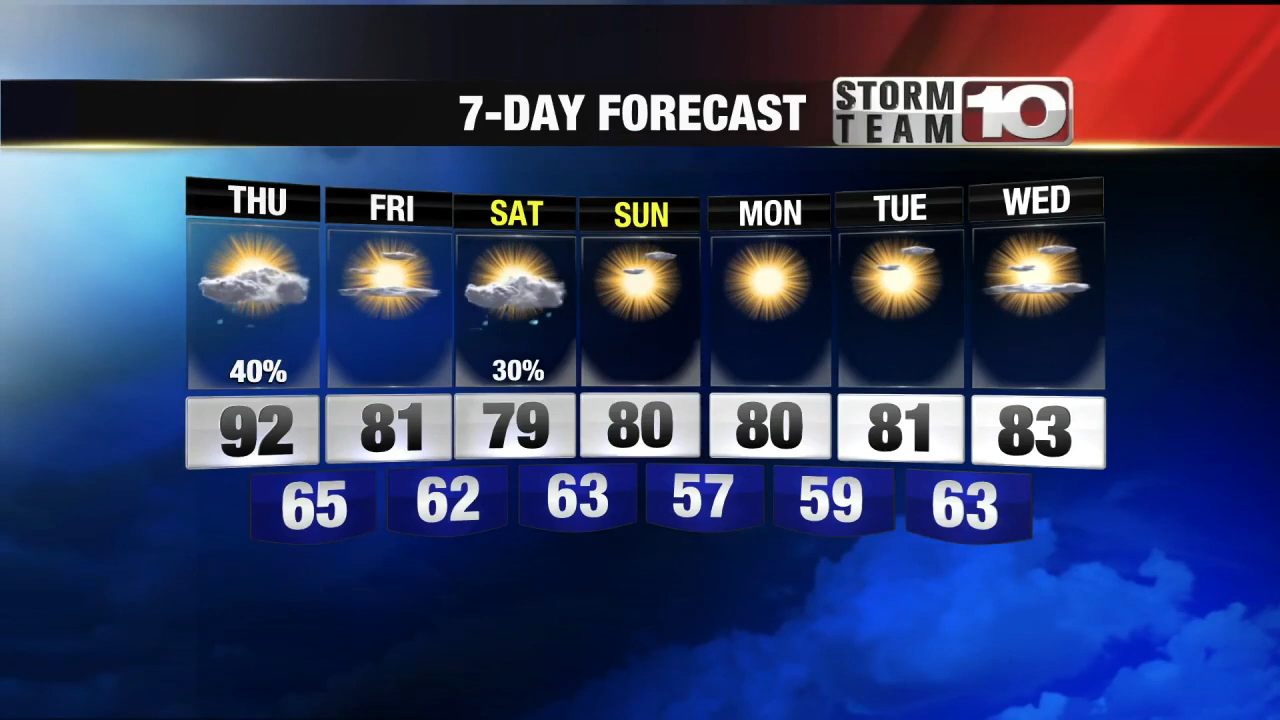 7-DAY FORECAST
STORM
TEAM
10
THU FRI SAT SUN MON TUE WED
40% 30%
92 81 79 80 80 81 83
65 62 63 57 59 63